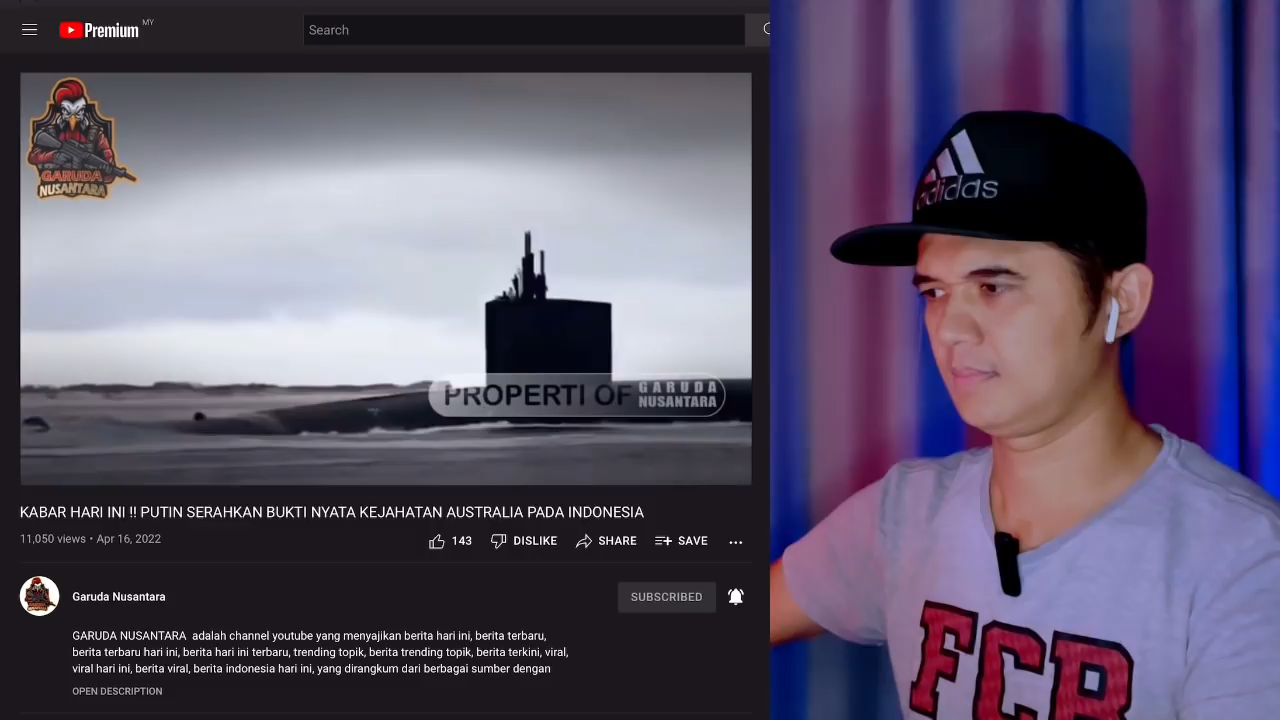 Premium MY
Search
GARUDA
NUSANTARA
PROPERTI OF GARUDA NUSANTARA
KABAR HARI INI !! PUTIN SERAHKAN BUKTI NYATA KEJAHATAN AUSTRALIA PADA INDONESIA
11,050 views • Apr 16, 2022
143 DISLIKE SHARE SAVE
Garuda Nusantara
SUBSCRIBED
GARUDA NUSANTARA adalah channel youtube yang menyajikan berita hari ini, berita terbaru,
berita terbaru hari ini, berita hari ini terbaru, trending topik, berita trending topik, berita terkini, viral,
viral hari ini, berita viral, berita indonesia hari ini, yang dirangkum dari berbagai sumber dengan
OPEN DESCRIPTION
adidas
FCB